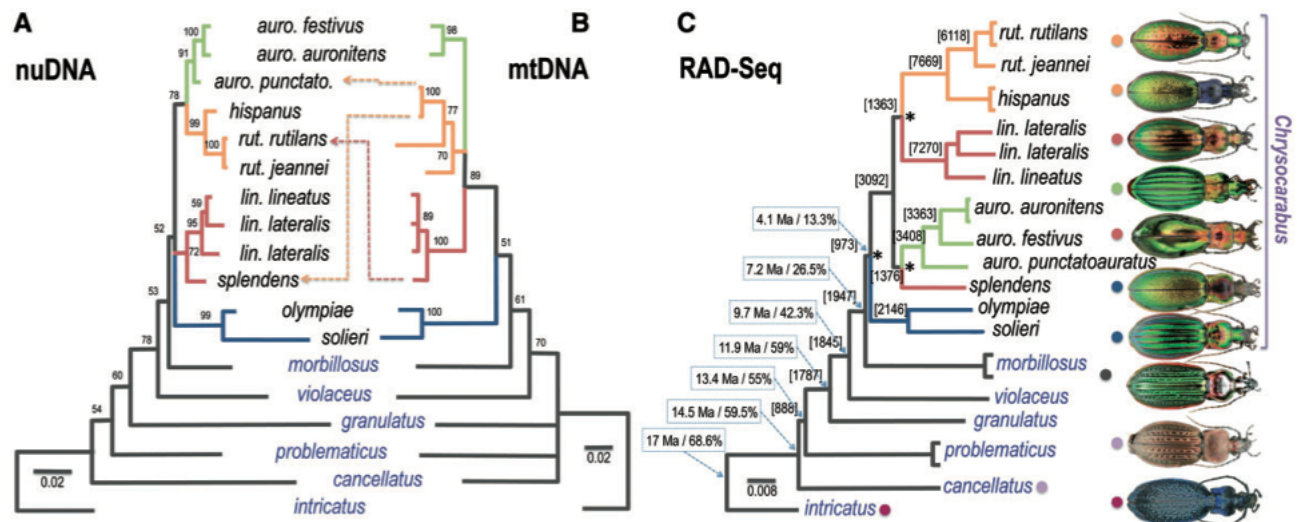 A
nuDNA
B
mtDNA
auro. festivus
auro. auronitens
auro. punctato.
hispanus
rut. rutilans
rut. jeannei
lin. lineatus
lin. lateralis
lin. lateralis
splendens
olympiae
solieri
morbillosus
violaceus
granulatus
problematicus
cancellatus
intricatus
100
91
78
99
100
59
95
72
52
99
53
78
60
54
0.02
98
100
77
70
89
89
100
51
100
61
70
0.02
C
RAD-Seq
[6118]
[7669]
[1363]
*
[7270]
[3092]
[3363]
[3408]
*
*
[1376]
[973]
[2146]
[1947]
[1845]
[1787]
[888]
4.1 Ma / 13.3%
7.2 Ma / 26.5%
9.7 Ma / 42.3%
11.9 Ma / 59%
13.4 Ma / 55%
14.5 Ma / 59.5%
17 Ma / 68.6%
0.008
rut. rutilans
rut. jeannei
hispanus
lin. lateralis
lin. lateralis
lin. lineatus
auro. auronitens
auro. festivus
auro. punctatoauratus
splendens
olympiae
solieri
morbillosus
violaceus
granulatus
problematicus
cancellatus
intricatus
Chrysocarabus